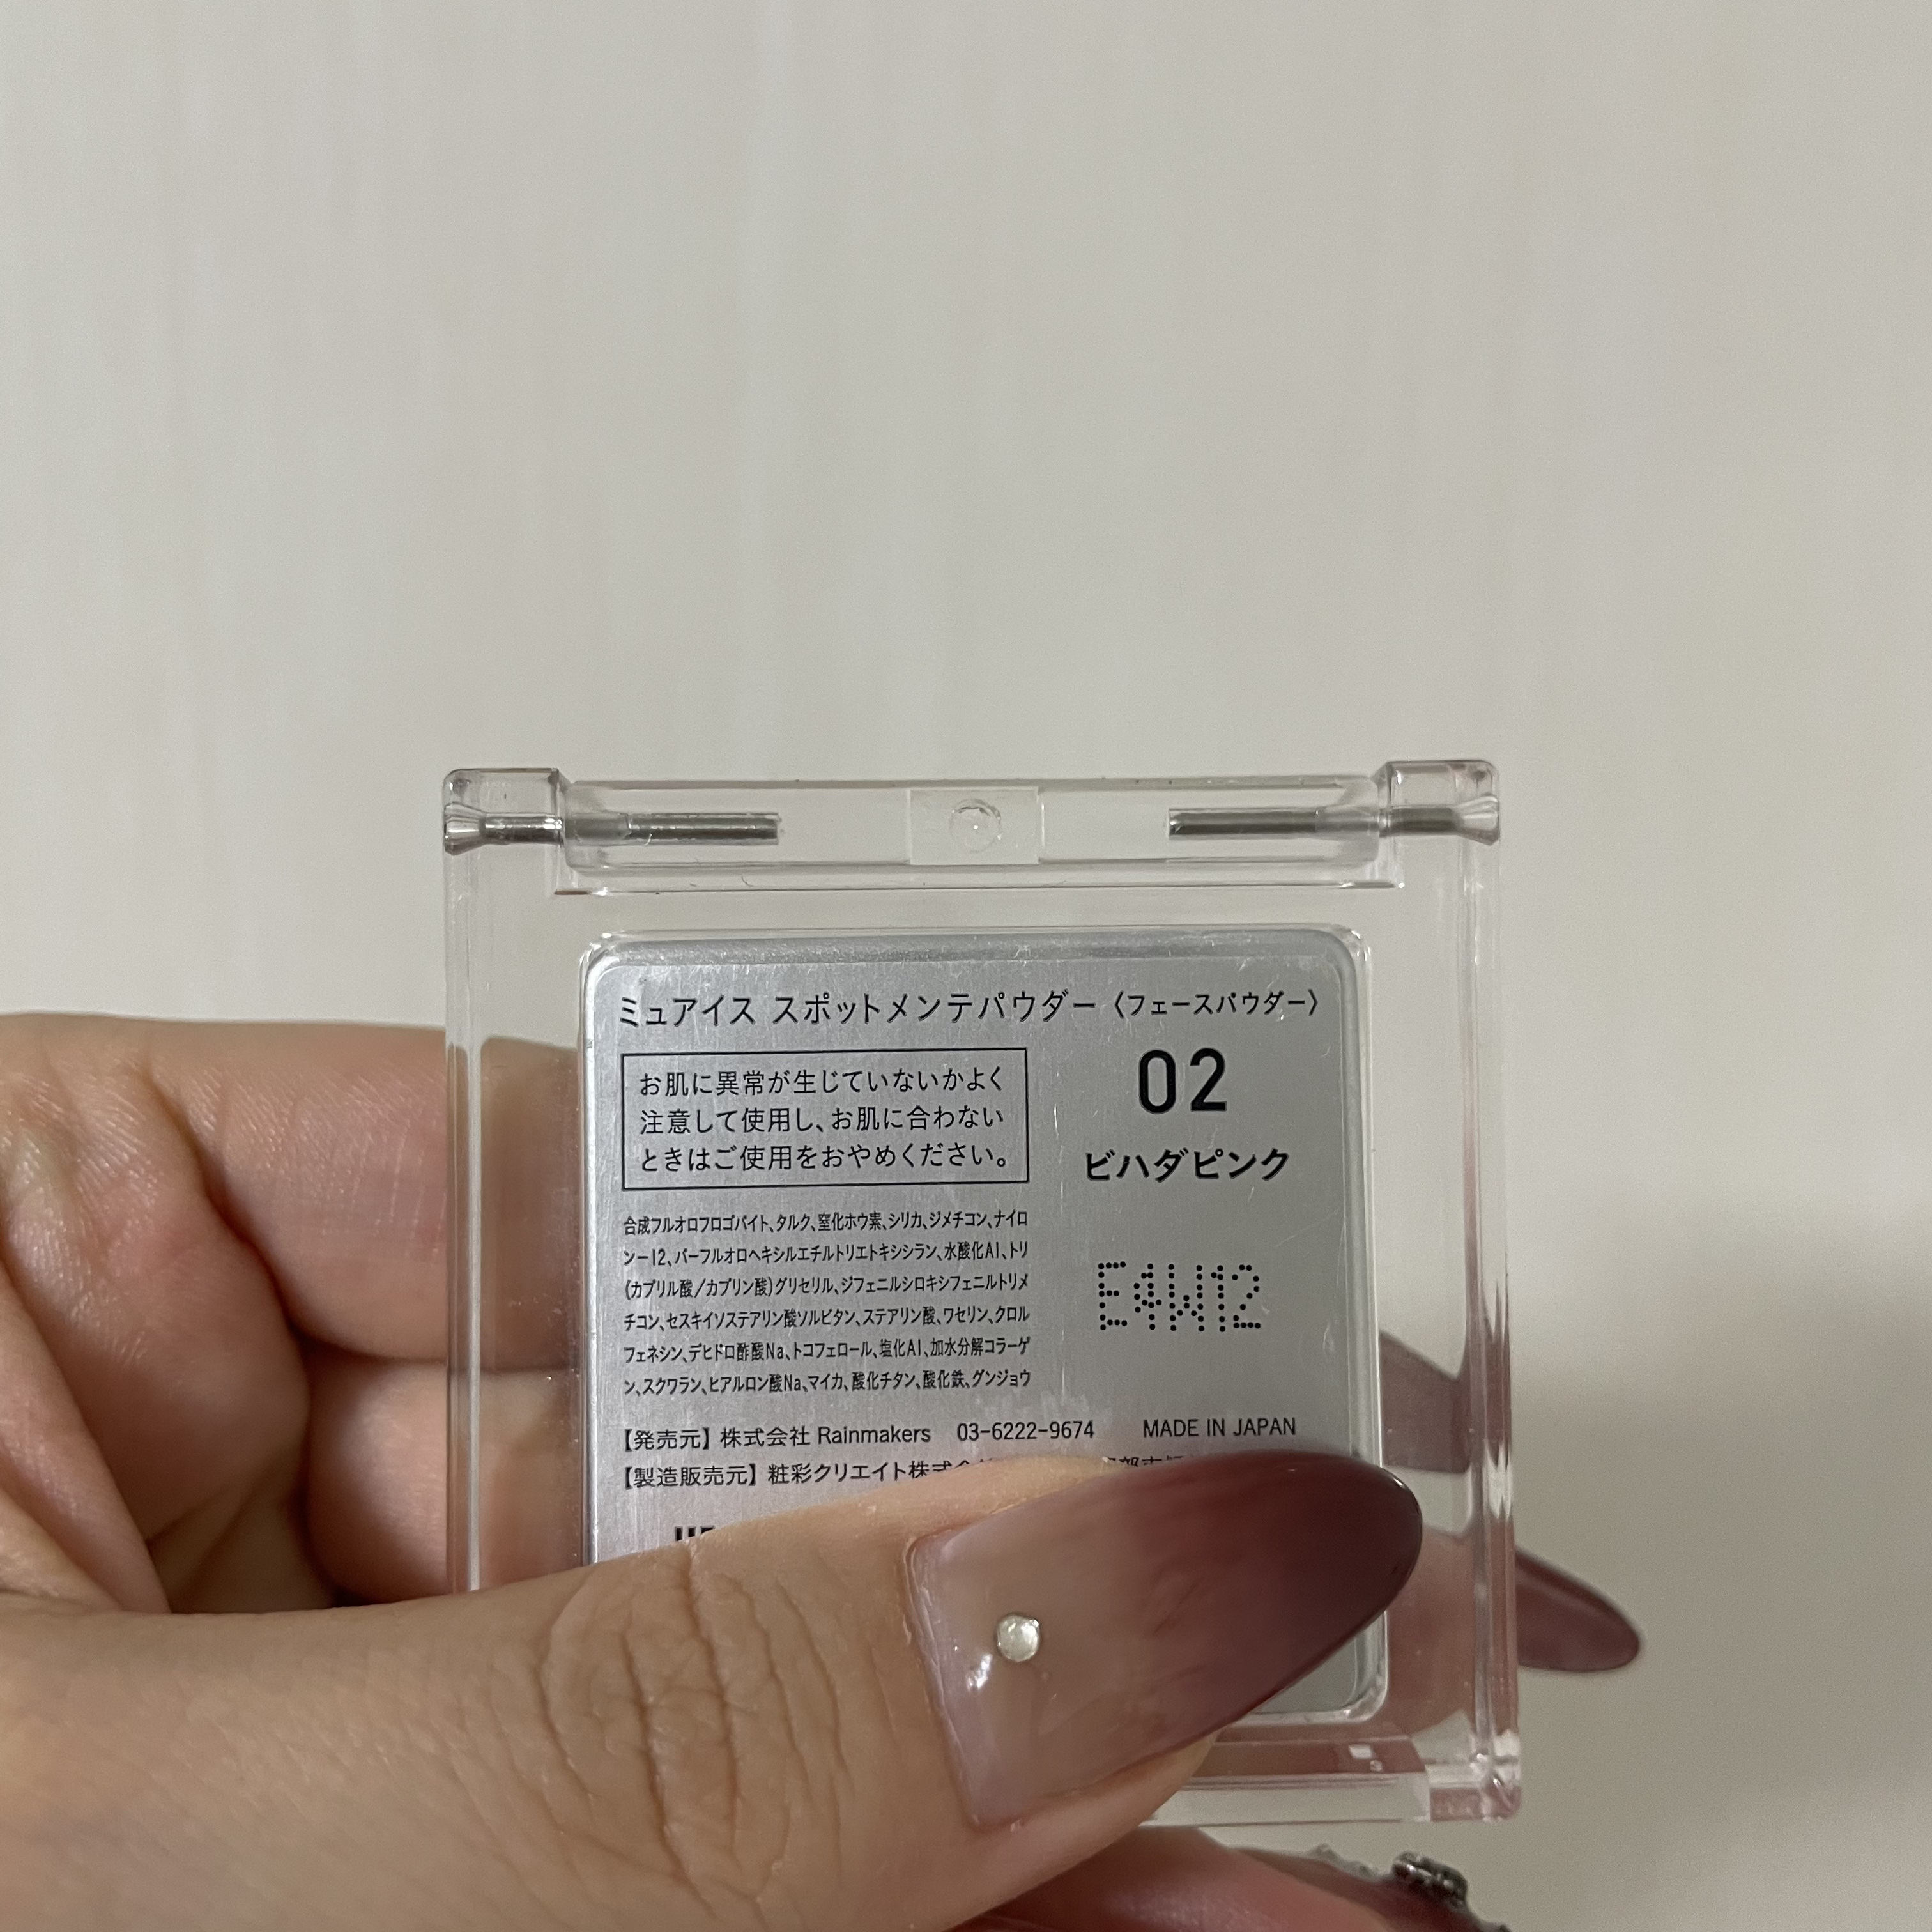 ミュアイス スポットメンテパウダー〈フェースパウダー〉
お肌に異常が生じていないかよく
注意して使用し、お肌に合わない
ときはご使用をおやめください。
02
ビハダピンク
合成フルオロフロゴパイト、タルク、窒化ホウ素、シリカ、ジメチコン、ナイロ
ン－12、パーフルオロヘキシルエチルトリエトキシシラン、水酸化Al、トリ
(カプリル酸／カプリン酸)グリセリル、ジフェニルシロキシフェニルトリメ
チコン、セスキイソステアリン酸ソルビタン、ステアリン酸、ワセリン、クロル
フェネシン、デヒドロ酢酸Na、トコフェロール、塩化Al、加水分解コラーゲ
ン、スクワラン、ヒアルロン酸Na、マイカ、酸化チタン、酸化鉄、グンジョウ
E4W12
【発売元】株式会社 Rainmakers 03-6222-9674 MADE IN JAPAN
【製造販売元】粧彩クリエイト株式